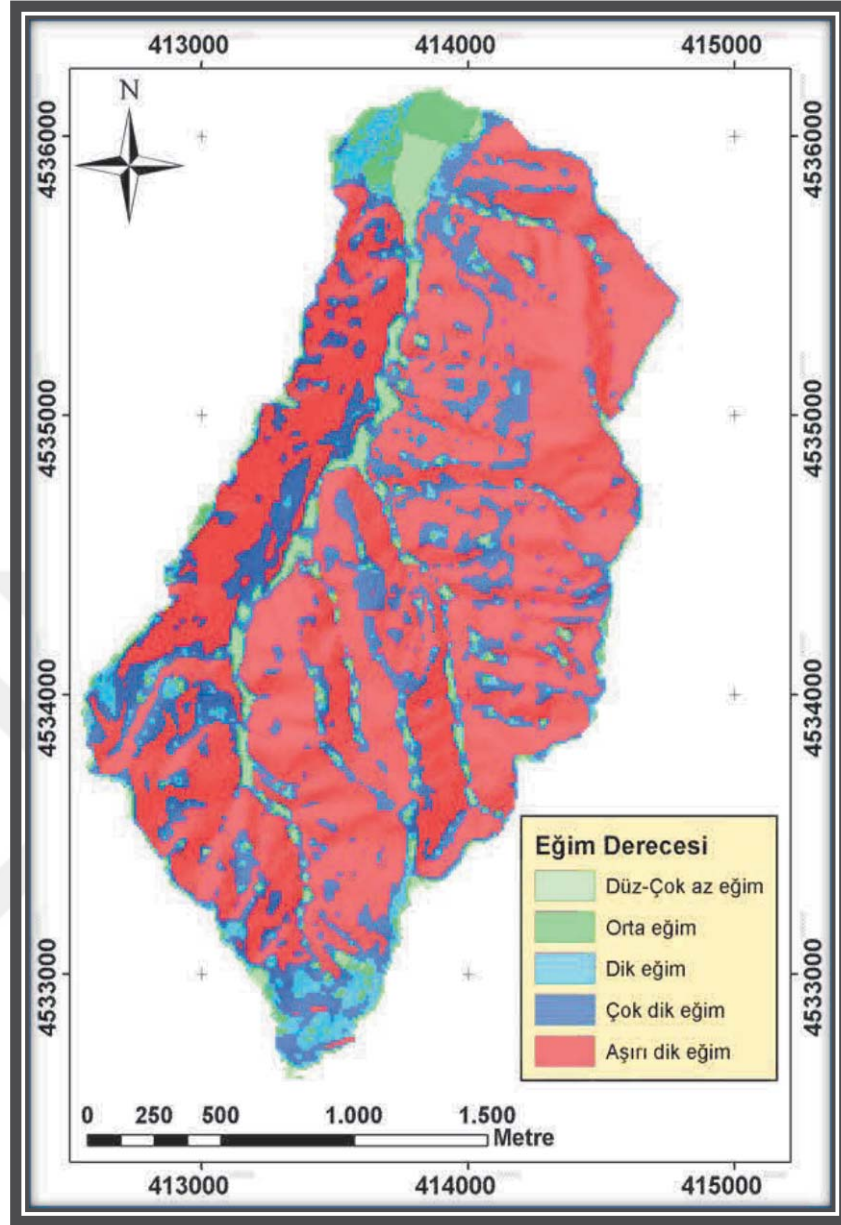 413000 414000 415000
N
4536000 4536000
4535000 4535000
4534000 4534000
4533000 4533000
Eğim Derecesi
Düz-Çok az eğim
Orta eğim
Dik eğim
Çok dik eğim
Aşırı dik eğim
0 250 500 1.000 1.500
Metre
413000 414000 415000